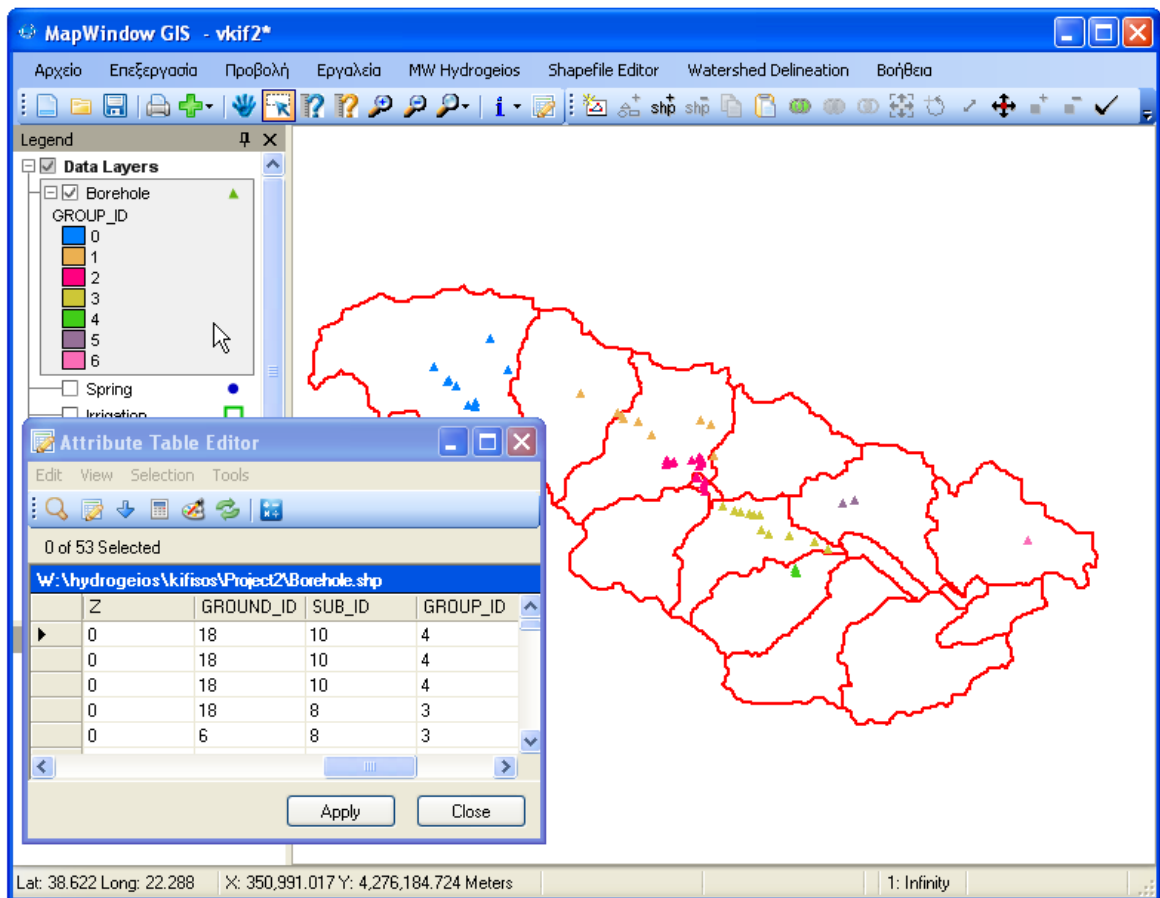 MapWindow GIS - vkif2*
Αρχείο Επεξεργασία Προβολή Εργαλεία MW Hydrogeios Shapefile Editor Watershed Delineation Βοήθεια
shp shp
Legend
Data Layers
Borehole
GROUP_ID
0
1
2
3
4
5
6
Spring
Irrigation
Attribute Table Editor
Edit View Selection Tools
0 of 53 Selected
W:\hydrogeios\kifisos\Project2\Borehole.shp
Z GROUND_ID SUB_ID GROUP_ID
0 18 10 4
0 18 10 4
0 18 10 4
0 18 8 3
0 6 8 3
Apply Close
Lat: 38.622 Long: 22.288 X: 350,991.017 Y: 4,276,184.724 Meters 1: Infinity